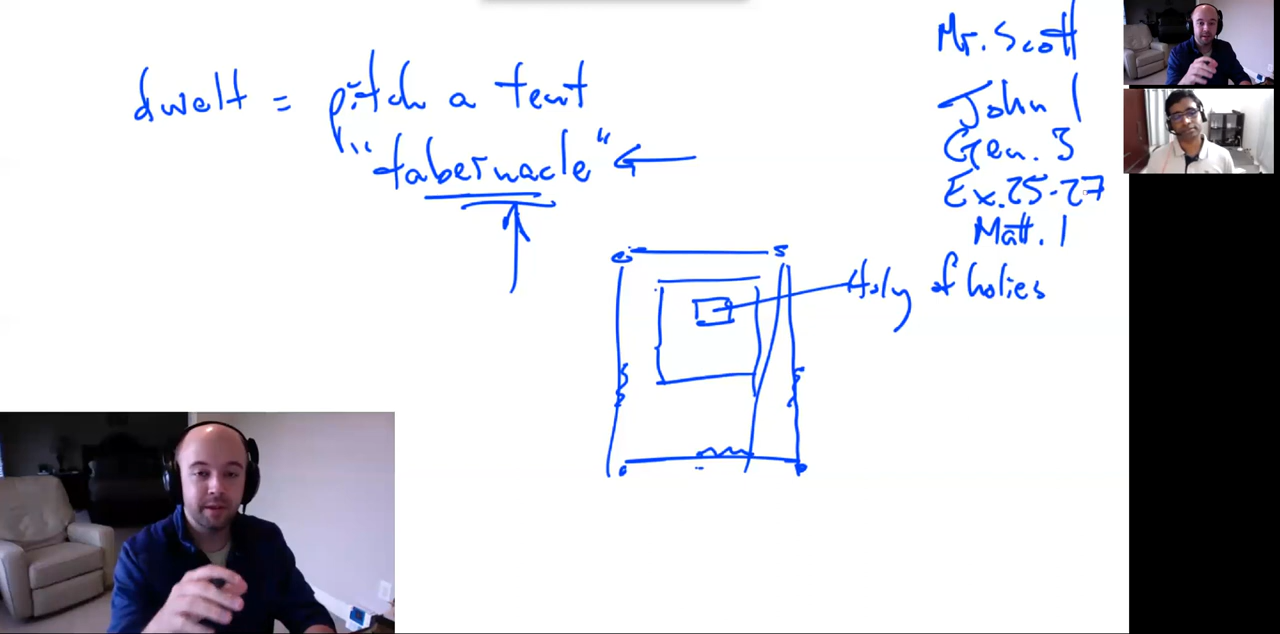 dwelt = pitch a tent
"tabernacle"
Mr. Scott
John 1
Gen. 3
Ex. 25-27
Matt. 1
Holy of holies